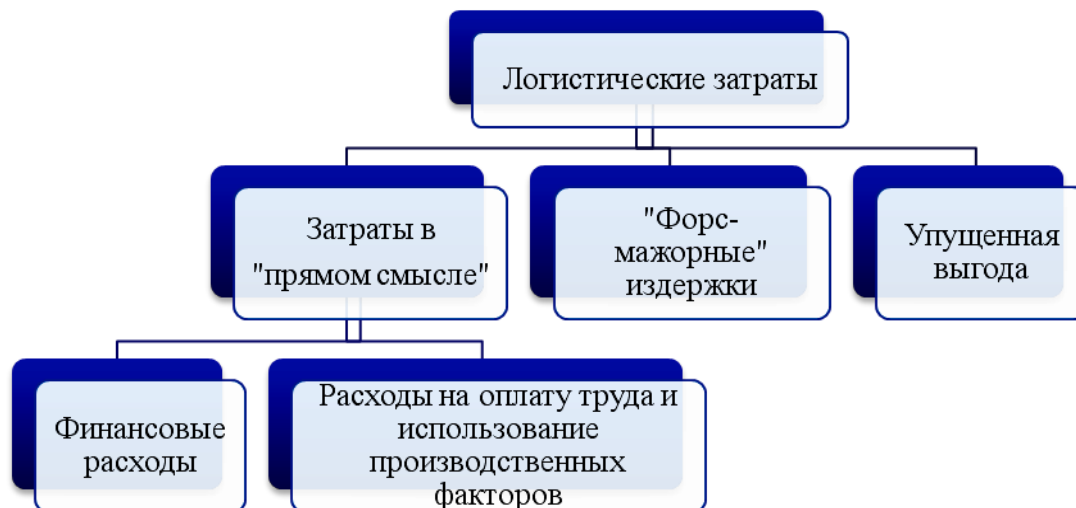 Логистические затраты
Затраты в
"прямом смысле"
"Форс-
мажорные"
издержки
Упущенная
выгода
Финансовые
расходы
Расходы на оплату труда и
использование
производственных
факторов